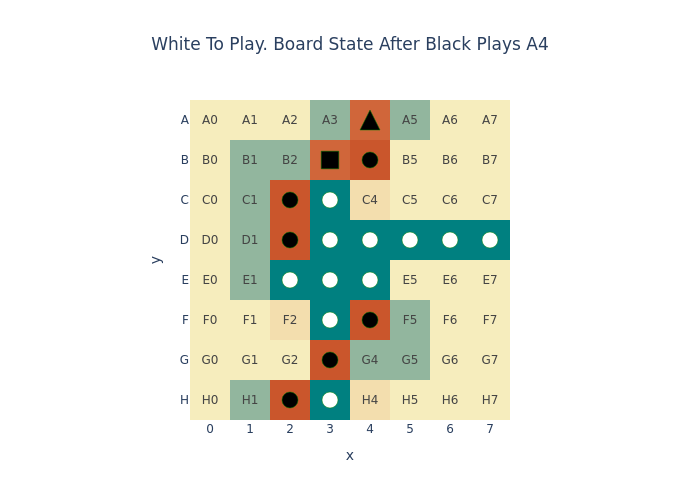 White To Play. Board State After Black Plays A4
A A0 A1 A2 A3 A5 A6 A7
B B0 B1 B2 B5 B6 B7
C C0 C1 C4 C5 C6 C7
D D0 D1
E E0 E1 E5 E6 E7
F F0 F1 F2 F5 F6 F7
G G0 G1 G2 G4 G5 G6 G7
H H0 H1 H4 H5 H6 H7
0 1 2 3 4 5 6 7
x
y